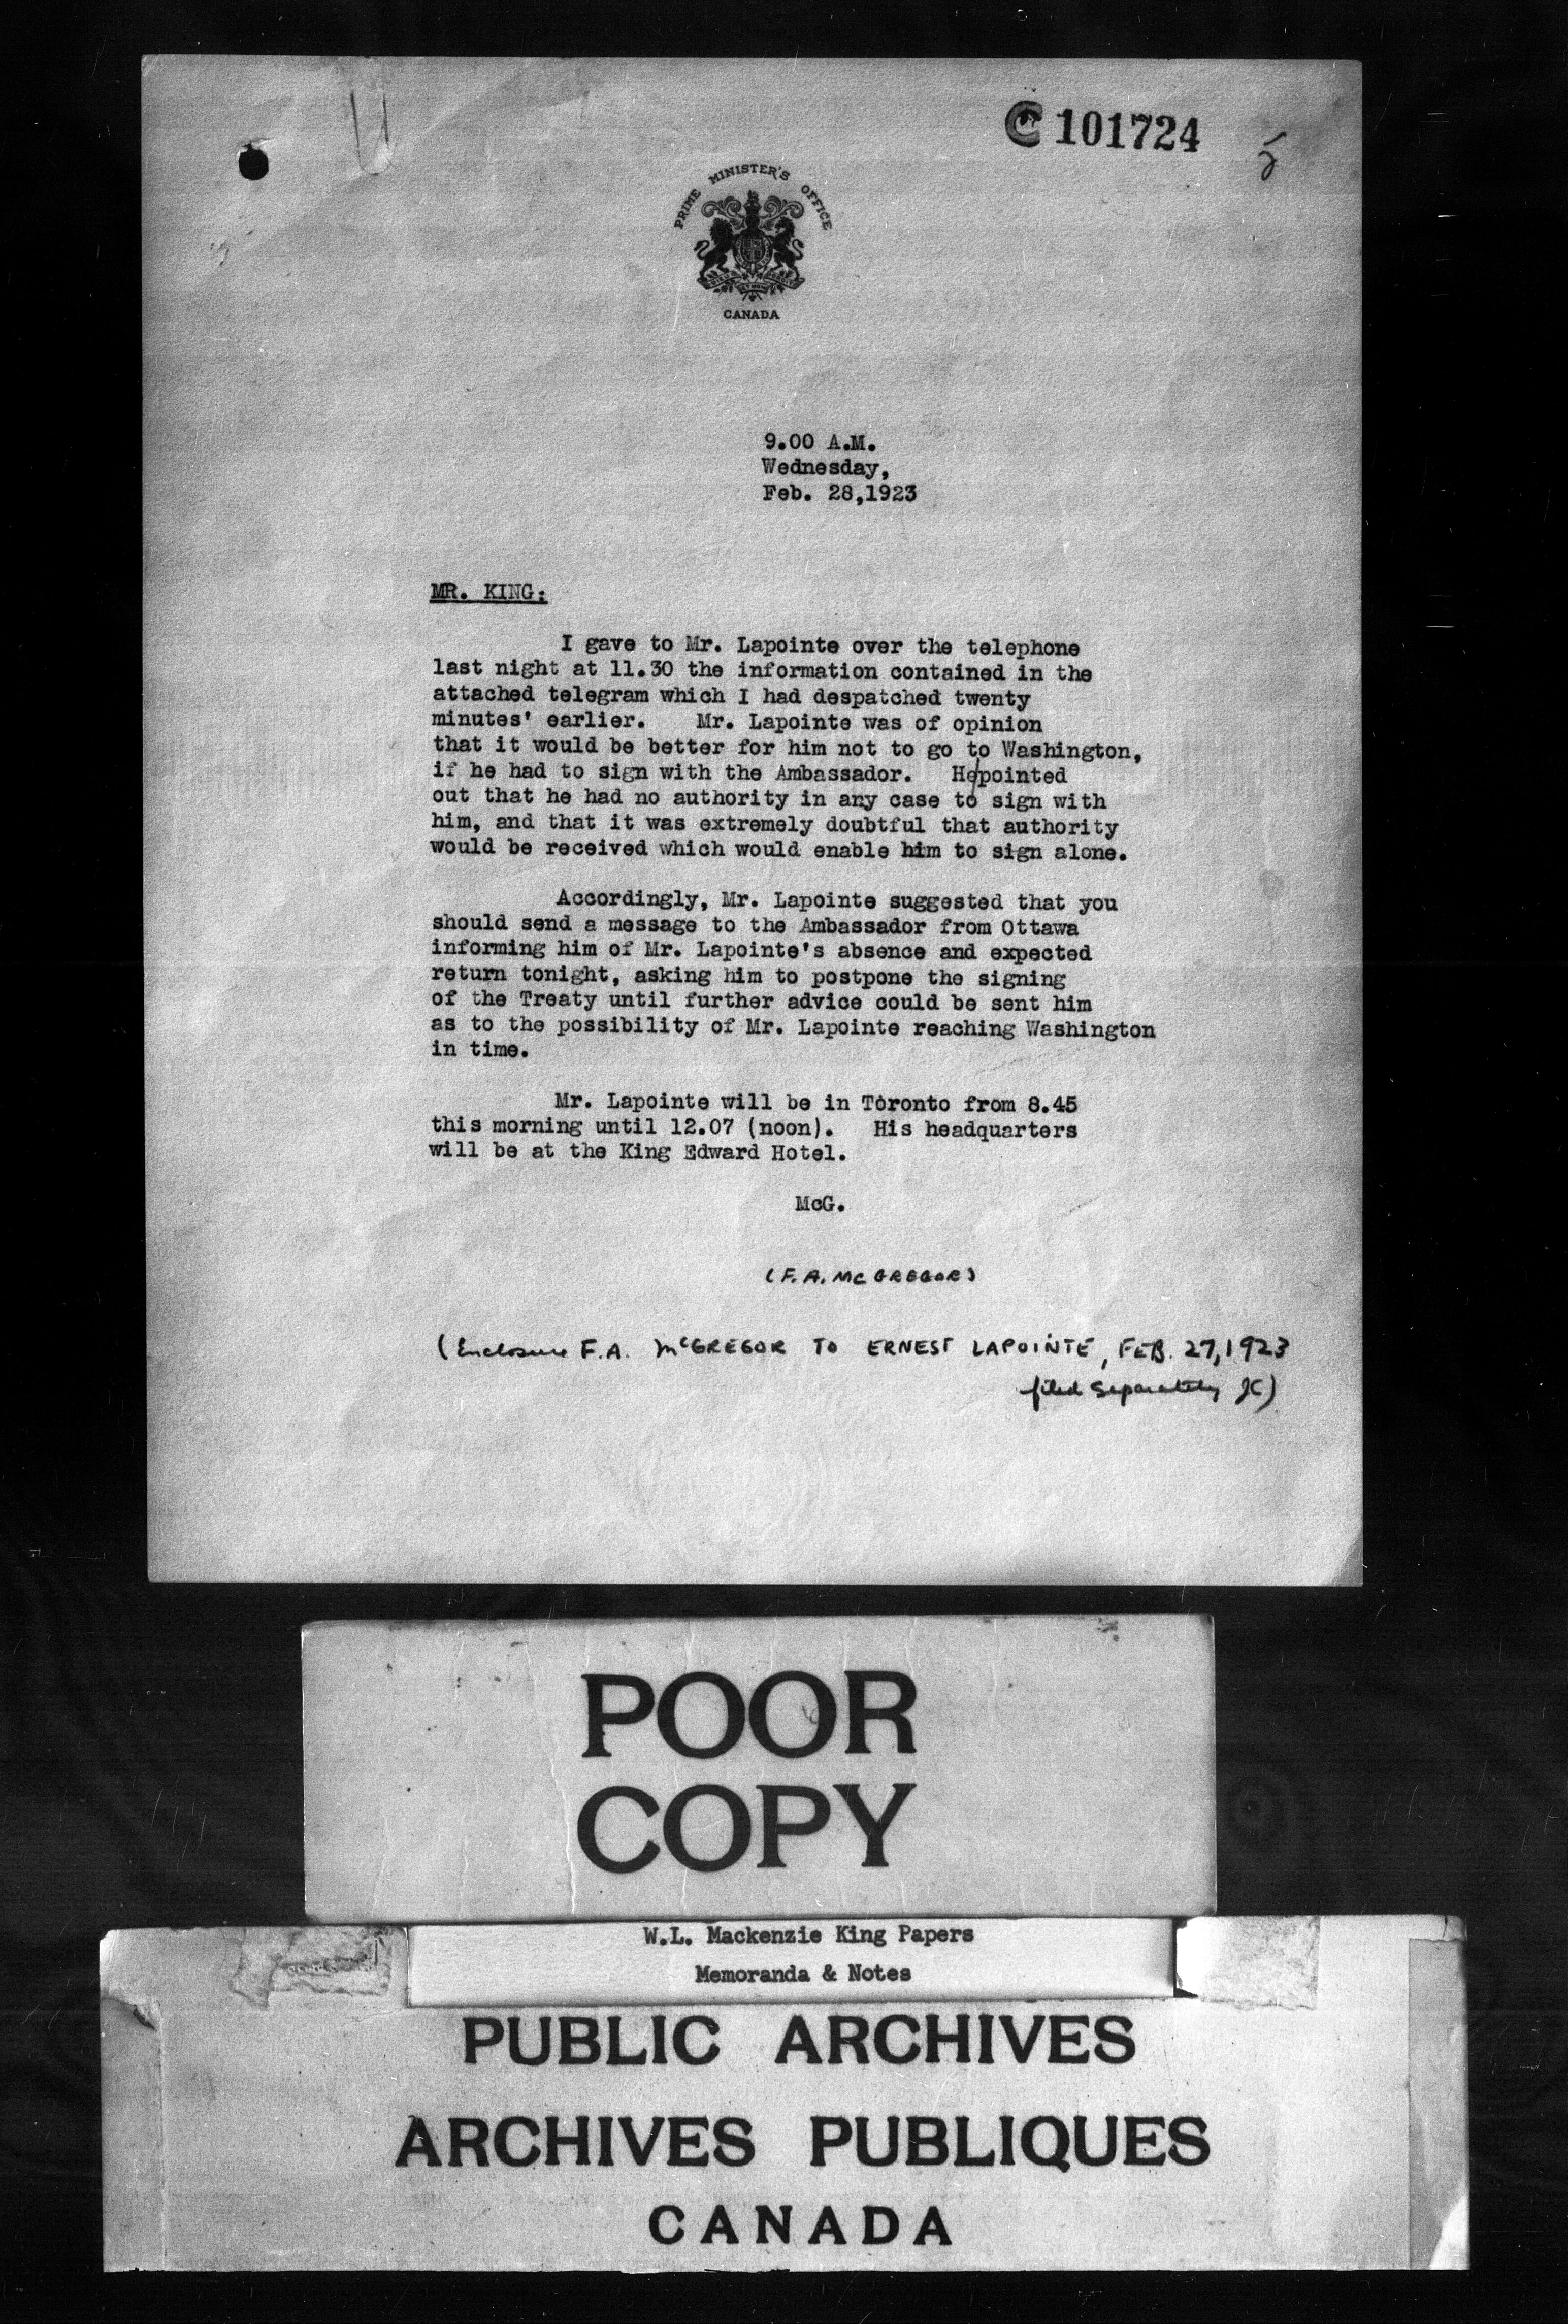 C 101724
5
PRIME MINISTER'S OFFICE
CANADA
9.00 A.M.
Wednesday,
Feb. 28,1923
MR. KING:
I gave to Mr. Lapointe over the telephone
last night at 11.30 the information contained in the
attached telegram which I had despatched twenty
minutes' earlier. Mr. Lapointe was of opinion
that it would be better for him not to go to Washington,
if he had to sign with the Ambassador. He/pointed
out that he had no authority in any case to sign with
him, and that it was extremely doubtful that authority
would be received which would enable him to sign alone.
Accordingly, Mr. Lapointe suggested that you
should send a message to the Ambassador from Ottawa
informing him of Mr. Lapointe's absence and expected
return tonight, asking him to postpone the signing
of the Treaty until further advice could be sent him
as to the possibility of Mr. Lapointe reaching Washington
in time.
Mr. Lapointe will be in Toronto from 8.45
this morning until 12.07 (noon). His headquarters
will be at the King Edward Hotel.
McG.
(F.A. MCGREGOR)
(Enclosure F.A. McGREGOR TO ERNEST LAPOINTE, FEB. 27,1923
filed separately JC)
POOR
COPY
W.L. Mackenzie King Papers
Memoranda & Notes
PUBLIC ARCHIVES
ARCHIVES PUBLIQUES
CANADA